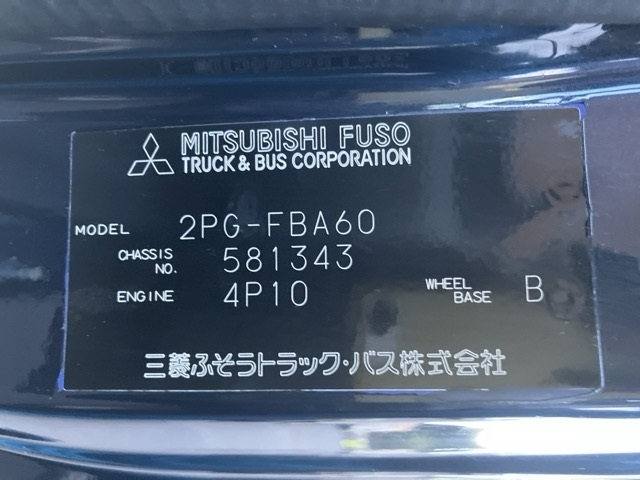 MITSUBISHI FUSO
TRUCK & BUS CORPORATION
MODEL 2PG-FBA60
CHASSIS NO. 581343
ENGINE 4P10 WHEEL BASE B
三菱ふそうトラック・バス株式会社